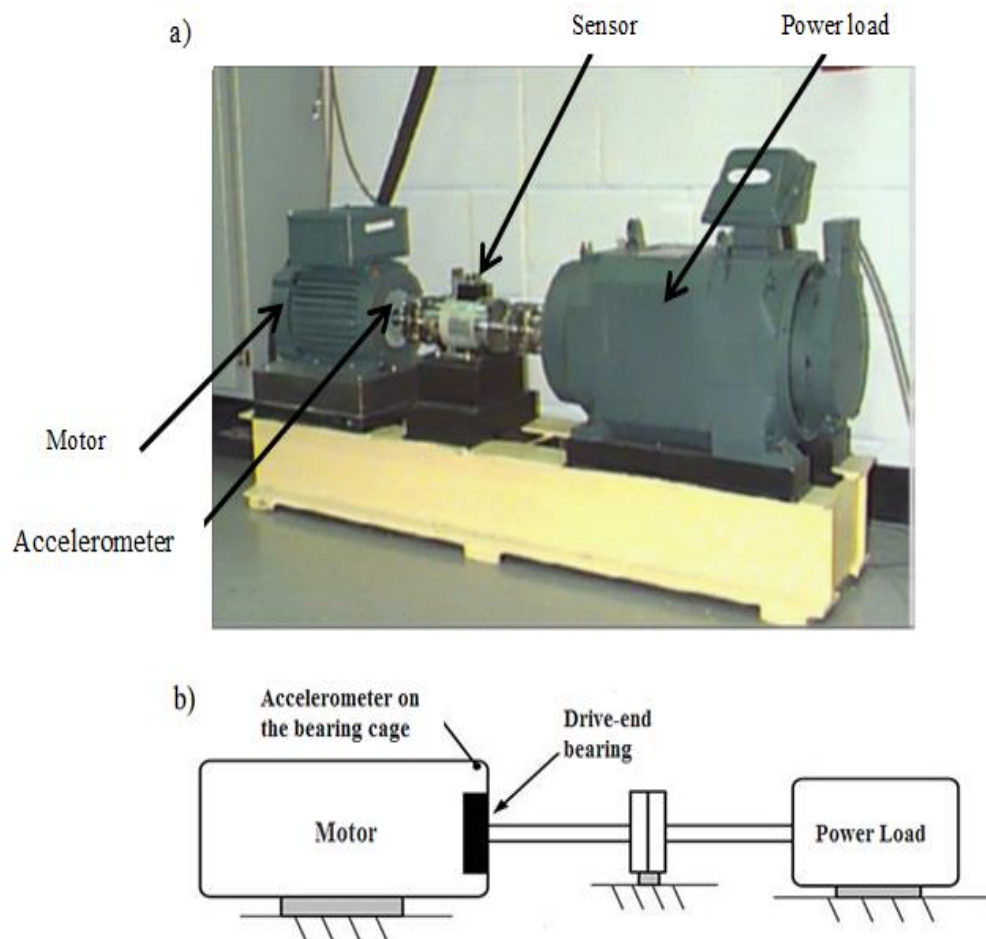 a)
Sensor
Power load
Motor
Accelerometer
b)
Accelerometer on
the bearing cage
Drive-end
bearing
Motor
Power Load